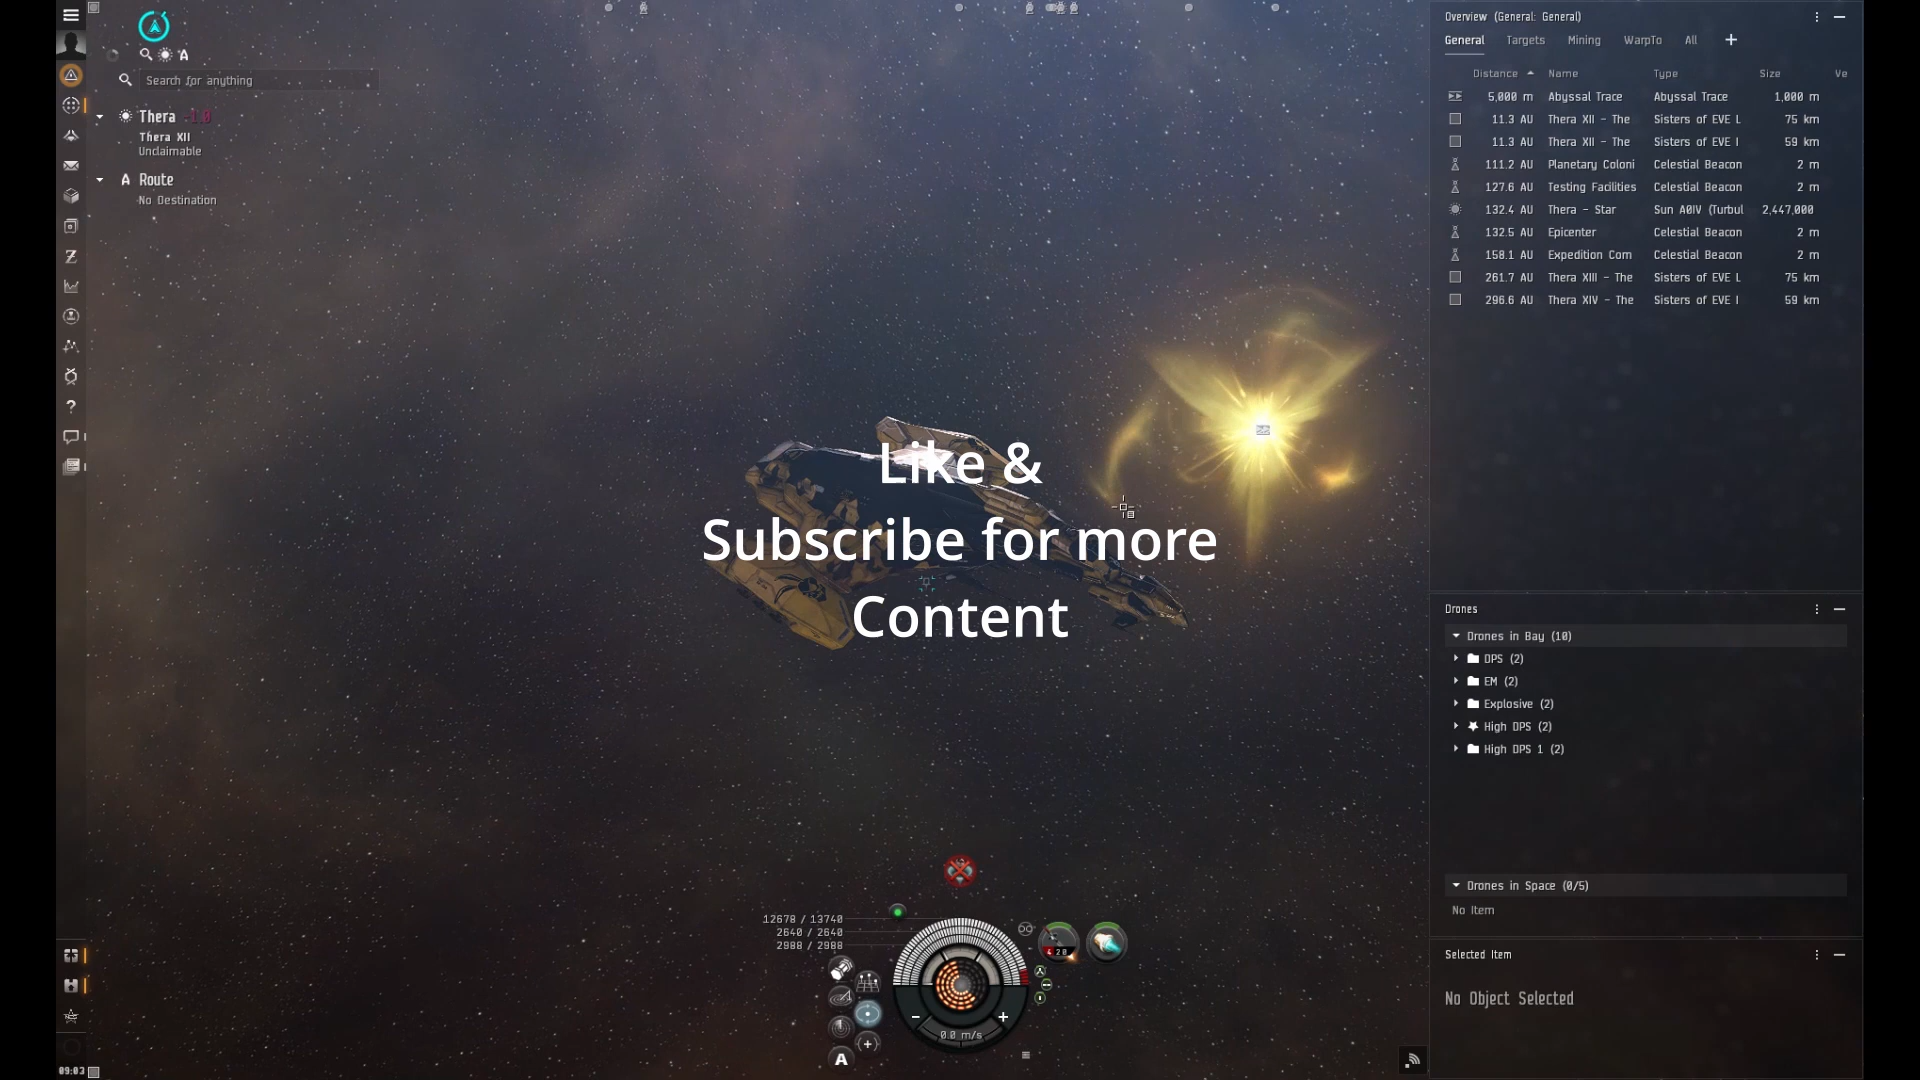 Search for anything
Thera -1.0
Thera XII
Unclaimable
A Route
No Destination
Like &
Subscribe for more
Content
Overview (General: General)
General Targets Mining WarpTo All +
Distance Name Type Size Ve
5,000 m Abyssal Trace Abyssal Trace 1,000 m
11.3 AU Thera XII - The Sisters of EVE L 75 km
11.3 AU Thera XII - The Sisters of EVE I 59 km
111.2 AU Planetary Coloni Celestial Beacon 2 m
127.6 AU Testing Facilities Celestial Beacon 2 m
132.4 AU Thera - Star Sun A0IV (Turbul 2,447,000
132.5 AU Epicenter Celestial Beacon 2 m
158.1 AU Expedition Com Celestial Beacon 2 m
261.7 AU Thera XIII - The Sisters of EVE L 75 km
296.6 AU Thera XIV - The Sisters of EVE I 59 km
Drones
Drones in Bay (10)
DPS (2)
EM (2)
Explosive (2)
High DPS (2)
High DPS 1 (2)
Drones in Space (0/5)
No Item
Selected Item
No Object Selected
12678 / 13740
2640 / 2640
2988 / 2988
28
0.0 m/s
A
09:03